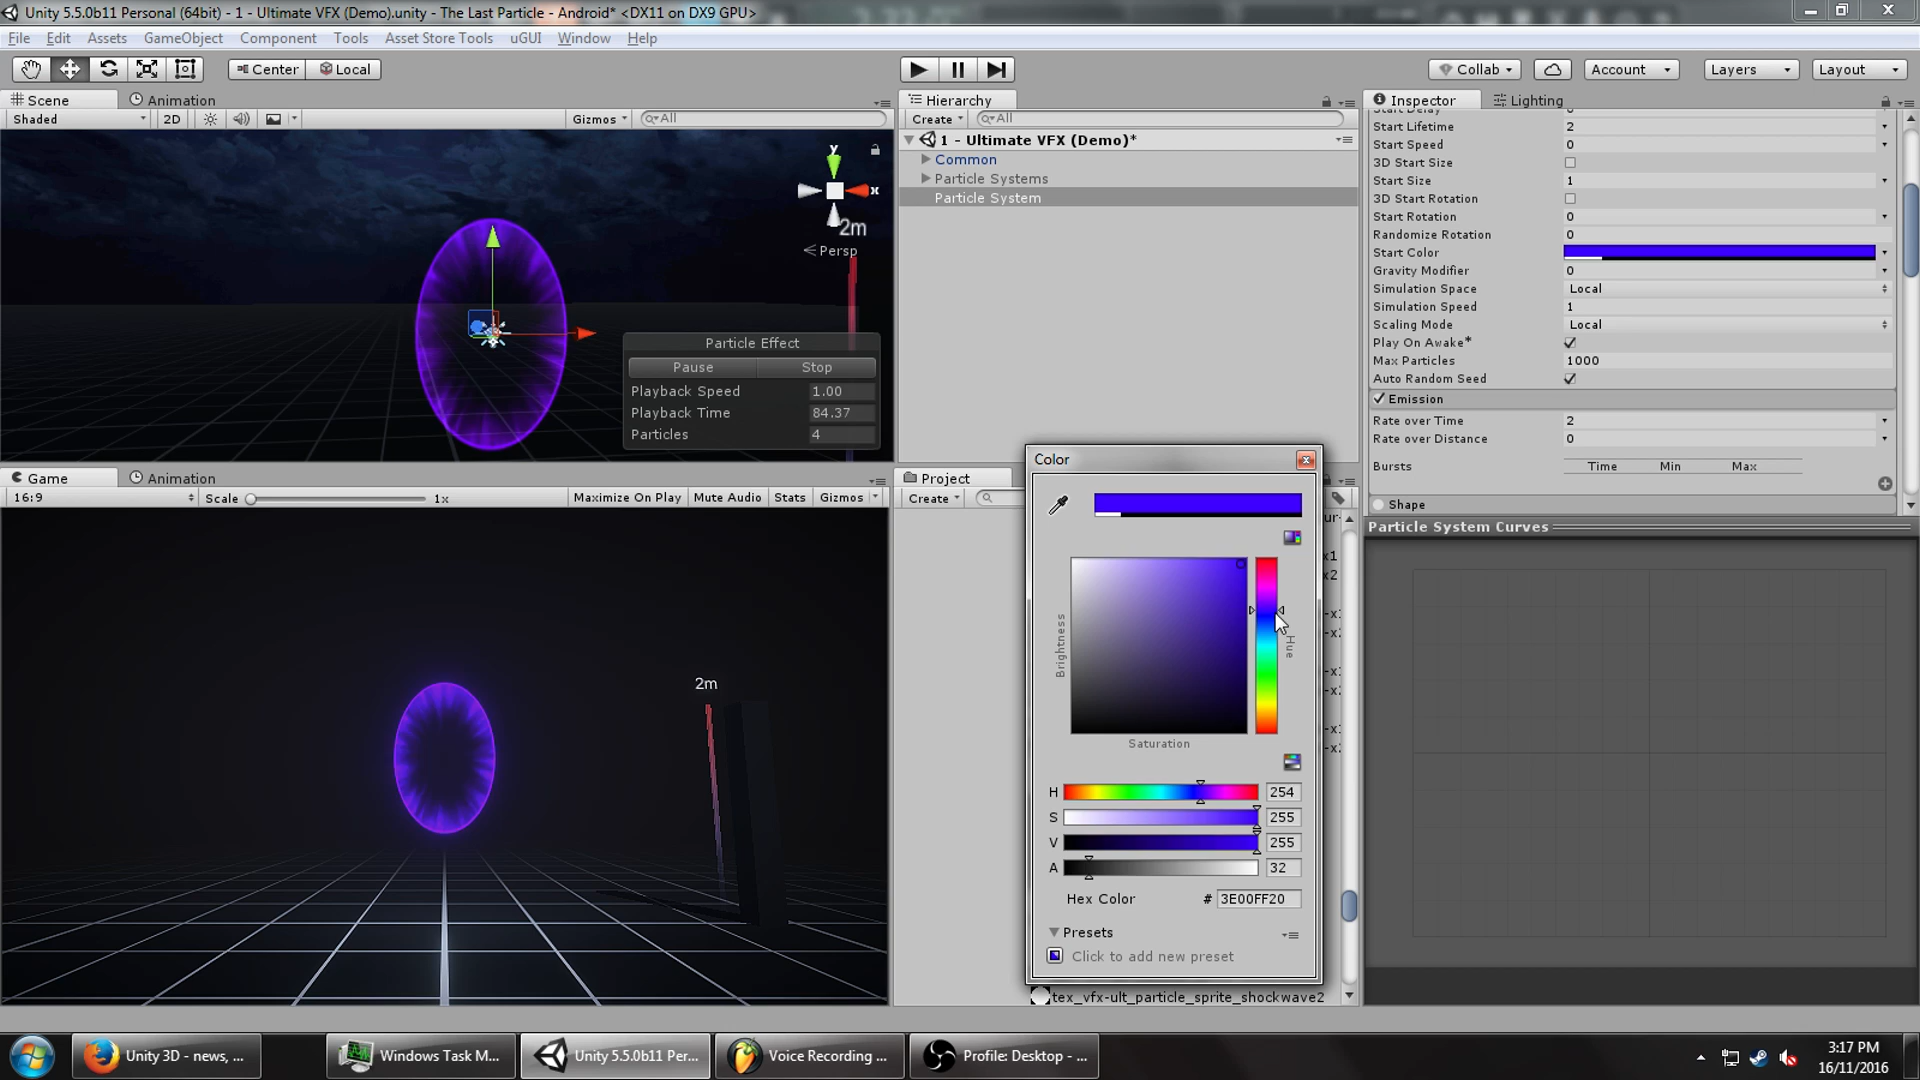 Unity 5.5.0b11 Personal (64bit) - 1 - Ultimate VFX (Demo).unity - The Last Particle - Android* <DX11 on DX9 GPU>
File Edit Assets GameObject Component Tools Asset Store Tools uGUI Window Help
Center Local
Collab Account Layers Layout
Scene Animation
Shaded 2D Gizmos All
y
x
2m
Persp
Particle Effect
Pause Stop
Playback Speed 1.00
Playback Time 84.37
Particles 4
Hierarchy
Create All
1 - Ultimate VFX (Demo)*
Common
Particle Systems
Particle System
Inspector Lighting
Start Delay 0
Start Lifetime 2
Start Speed 0
3D Start Size
Start Size 1
3D Start Rotation
Start Rotation 0
Randomize Rotation 0
Start Color
Gravity Modifier 0
Simulation Space Local
Simulation Speed 1
Scaling Mode Local
Play On Awake*
Max Particles 1000
Auto Random Seed
Emission
Rate over Time 2
Rate over Distance 0
Bursts Time Min Max
Shape
Particle System Curves
Game Animation
16:9 Scale 1x Maximize On Play Mute Audio Stats Gizmos
2m
Project
Create
x1
x2
Color
Brightness
Hue
Saturation
H 254
S 255
V 255
A 32
Hex Color # 3E00FF20
Presets
Click to add new preset
tex_vfx-ult_particle_sprite_shockwave2
Unity 3D - news, ...
Windows Task M...
Unity 5.5.0b11 Per...
Voice Recording ...
Profile: Desktop - ...
3:17 PM
16/11/2016